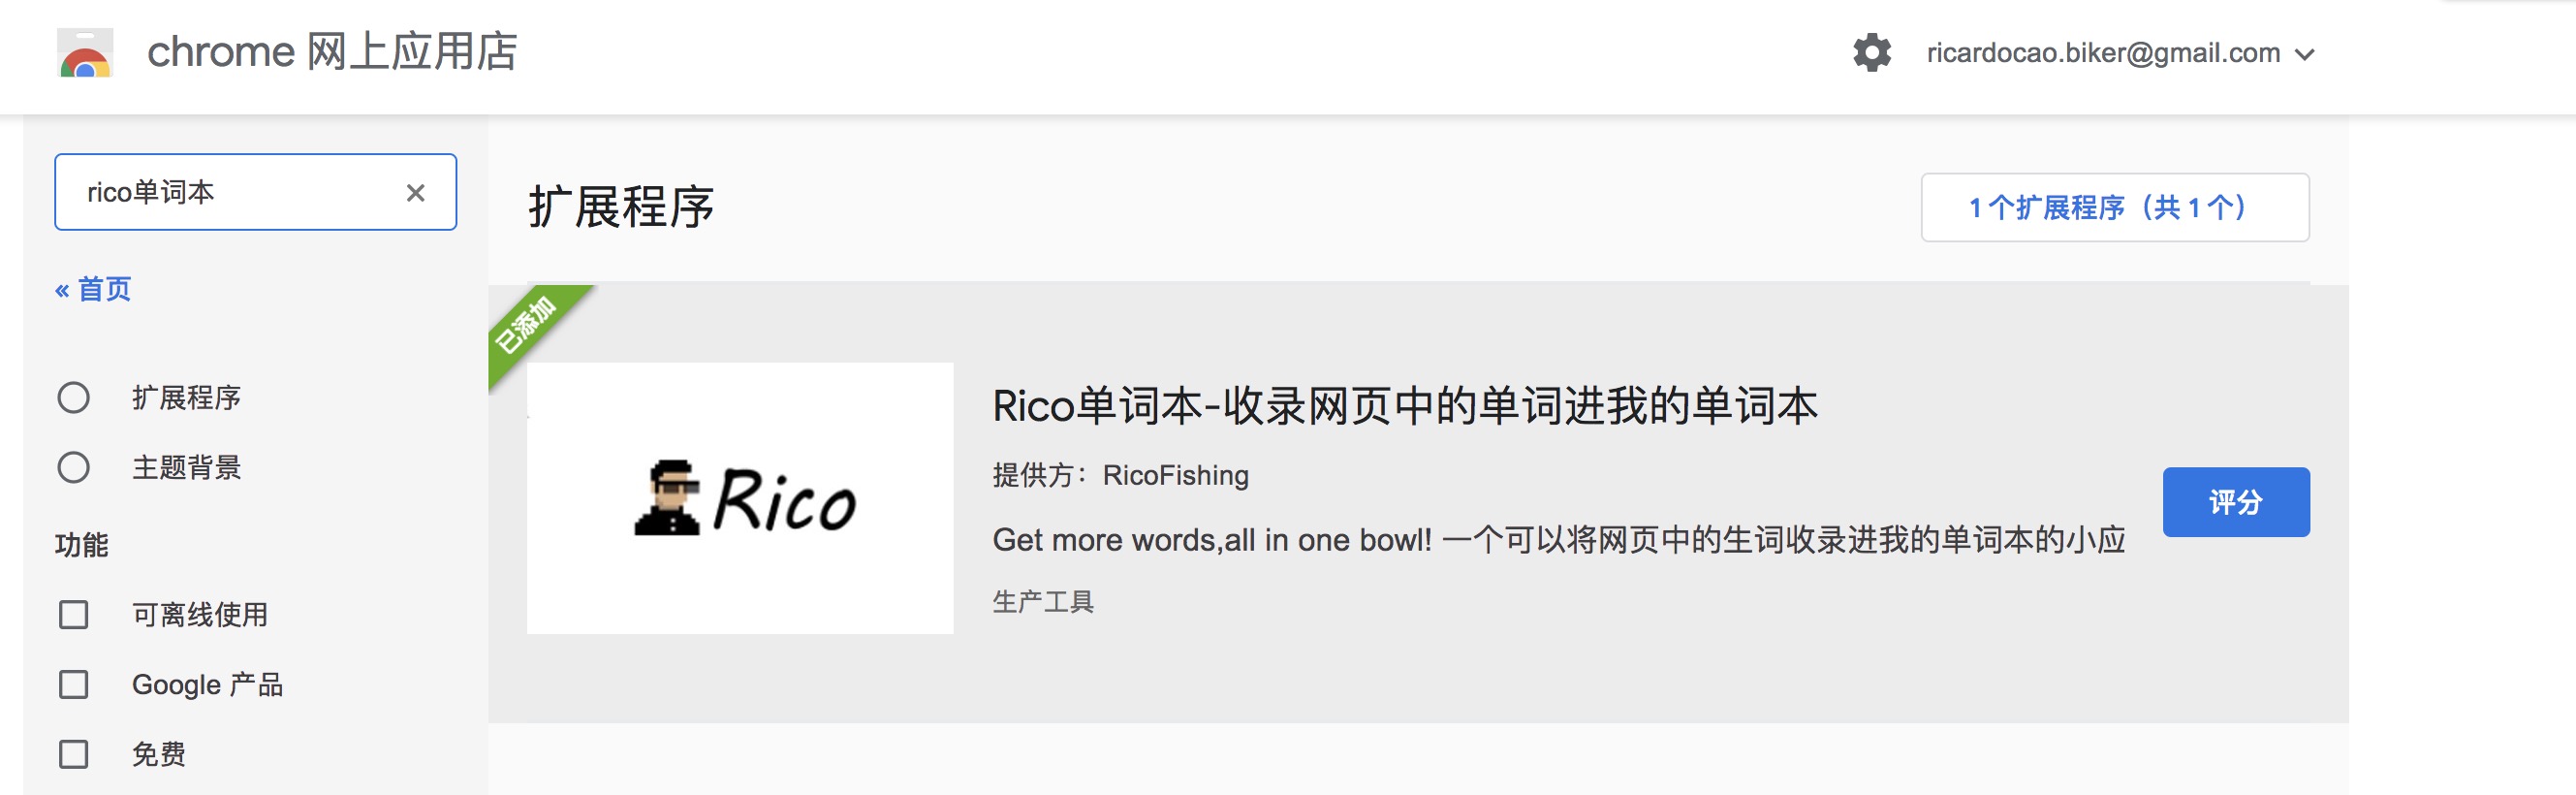 chrome 网上应用店
ricardocao.biker@gmail.com
rico单词本
« 首页
扩展程序
主题背景
功能
可离线使用
Google 产品
免费
扩展程序
1 个扩展程序（共 1 个）
已添加
Rico
Rico单词本-收录网页中的单词进我的单词本
提供方：RicoFishing
Get more words,all in one bowl! 一个可以将网页中的生词收录进我的单词本的小应
生产工具
评分